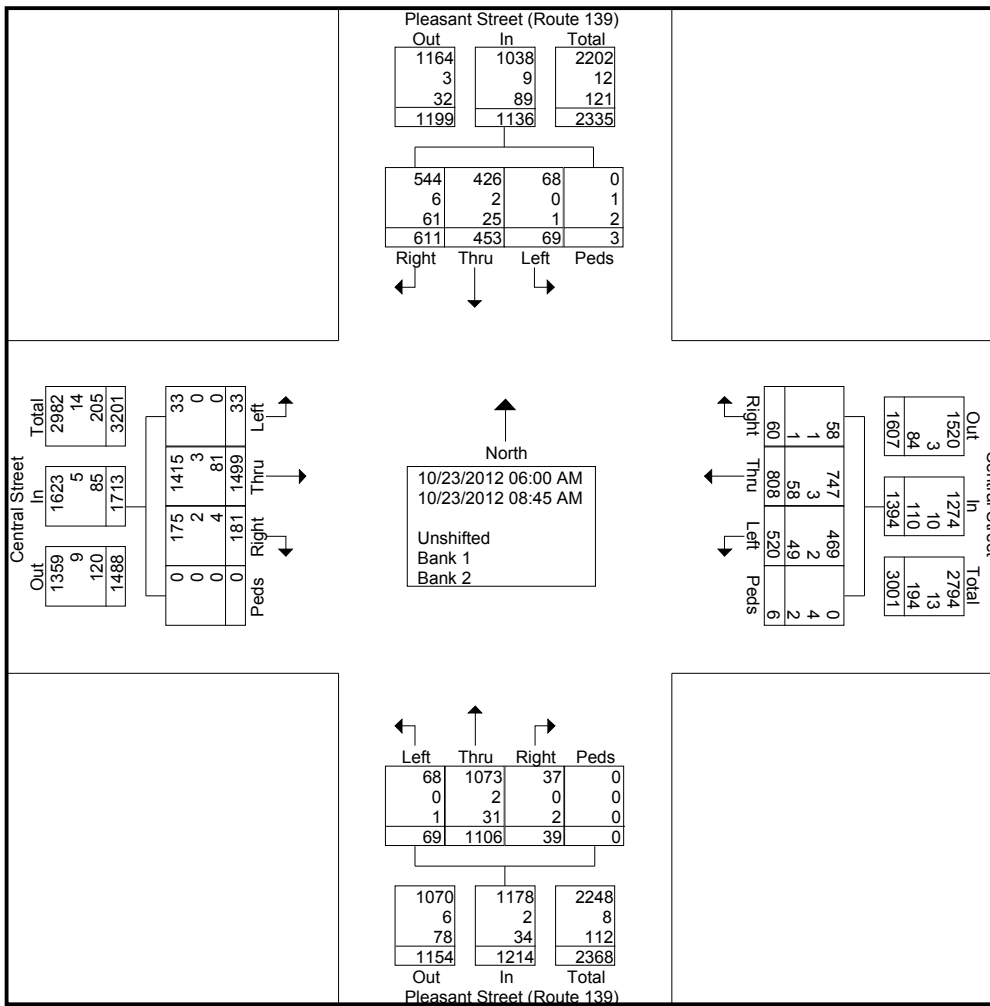 Pleasant Street (Route 139)
Out In Total
1164 1038 2202
3 9 12
32 89 121
1199 1136 2335
544 426 68 0
6 2 0 1
61 25 1 2
611 453 69 3
Right Thru Left Peds
Central Street
Total In Out
2982 1623 1359
14 5 9
205 85 120
3201 1713 1488
33 1415 175 0
0 3 2 0
0 81 4 0
33 1499 181 0
Left Thru Right Peds
North
10/23/2012 06:00 AM
10/23/2012 08:45 AM
Unshifted
Bank 1
Bank 2
Right Thru Left Peds
58 747 469 0
1 3 2 4
1 58 49 2
60 808 520 6
Out In Total
1520 1274 2794
3 10 13
84 110 194
1607 1394 3001
Central Street
Left Thru Right Peds
68 1073 37 0
0 2 0 0
1 31 2 0
69 1106 39 0
1070 1178 2248
6 2 8
78 34 112
1154 1214 2368
Out In Total
Pleasant Street (Route 139)